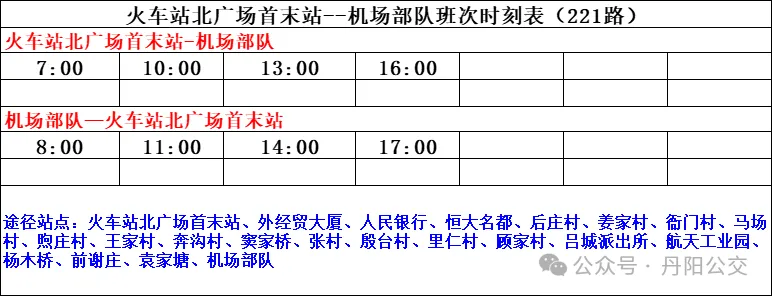 火车站北广场首末站--机场部队班次时刻表（221路）
火车站北广场首末站-机场部队
7:00 10:00 13:00 16:00
机场部队—火车站北广场首末站
8:00 11:00 14:00 17:00
途径站点：火车站北广场首末站、外经贸大厦、人民银行、恒大名都、后庄村、姜家村、衙门村、马场
村、煦庄村、王家村、奔沟村、窦家桥、张村、殷台村、里仁村、顾家村、吕城派出所、航天工业园、
杨木桥、前谢庄、袁家塘、机场部队
公众号·丹阳公交